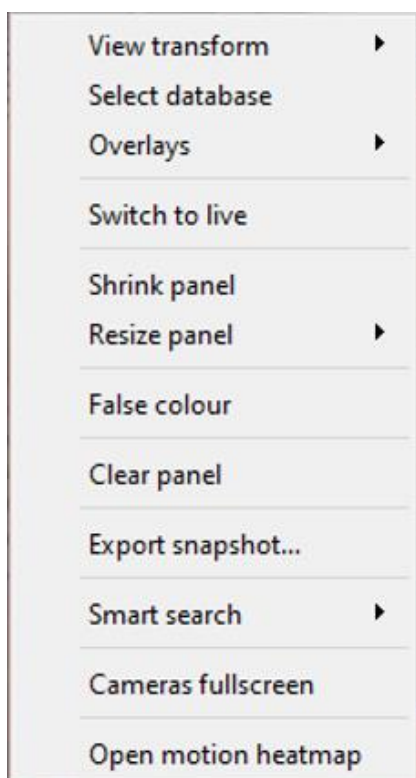 View transform
Select database
Overlays
Switch to live
Shrink panel
Resize panel
False colour
Clear panel
Export snapshot...
Smart search
Cameras fullscreen
Open motion heatmap